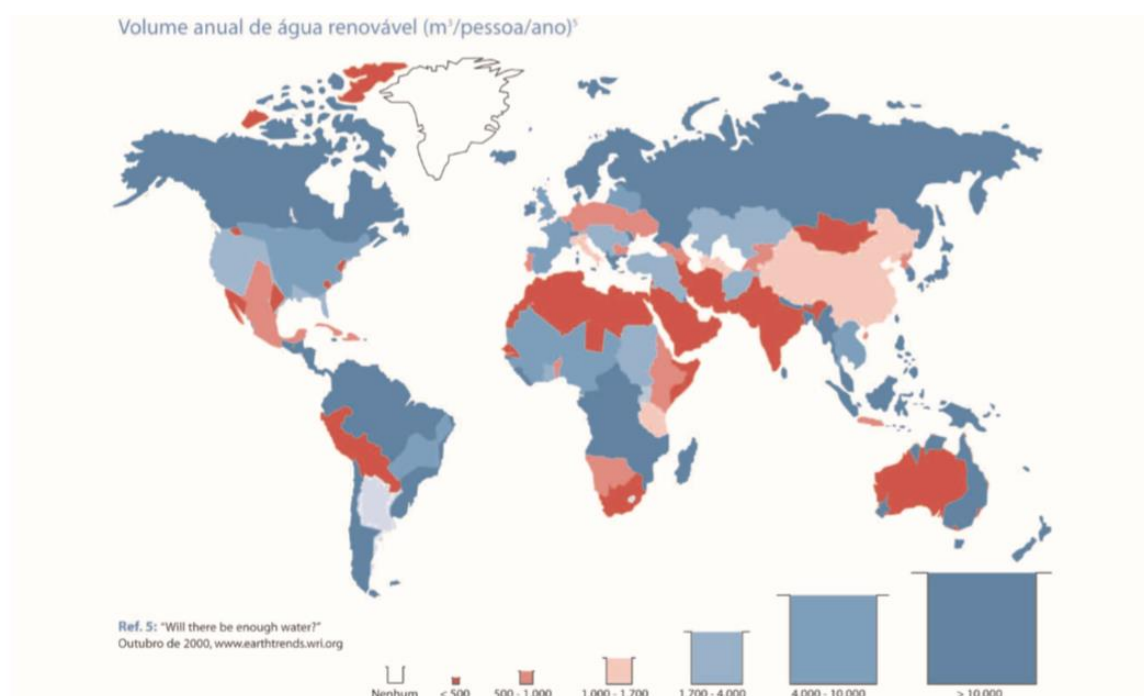 Volume anual de água renovável (m³/pessoa/ano)⁵
Ref. 5: "Will there be enough water?"
Outubro de 2000, www.earthtrends.wri.org
Nenhum < 500 500 - 1.000 1.000 - 1.700 1.700 - 4.000 4.000 - 10.000 > 10.000